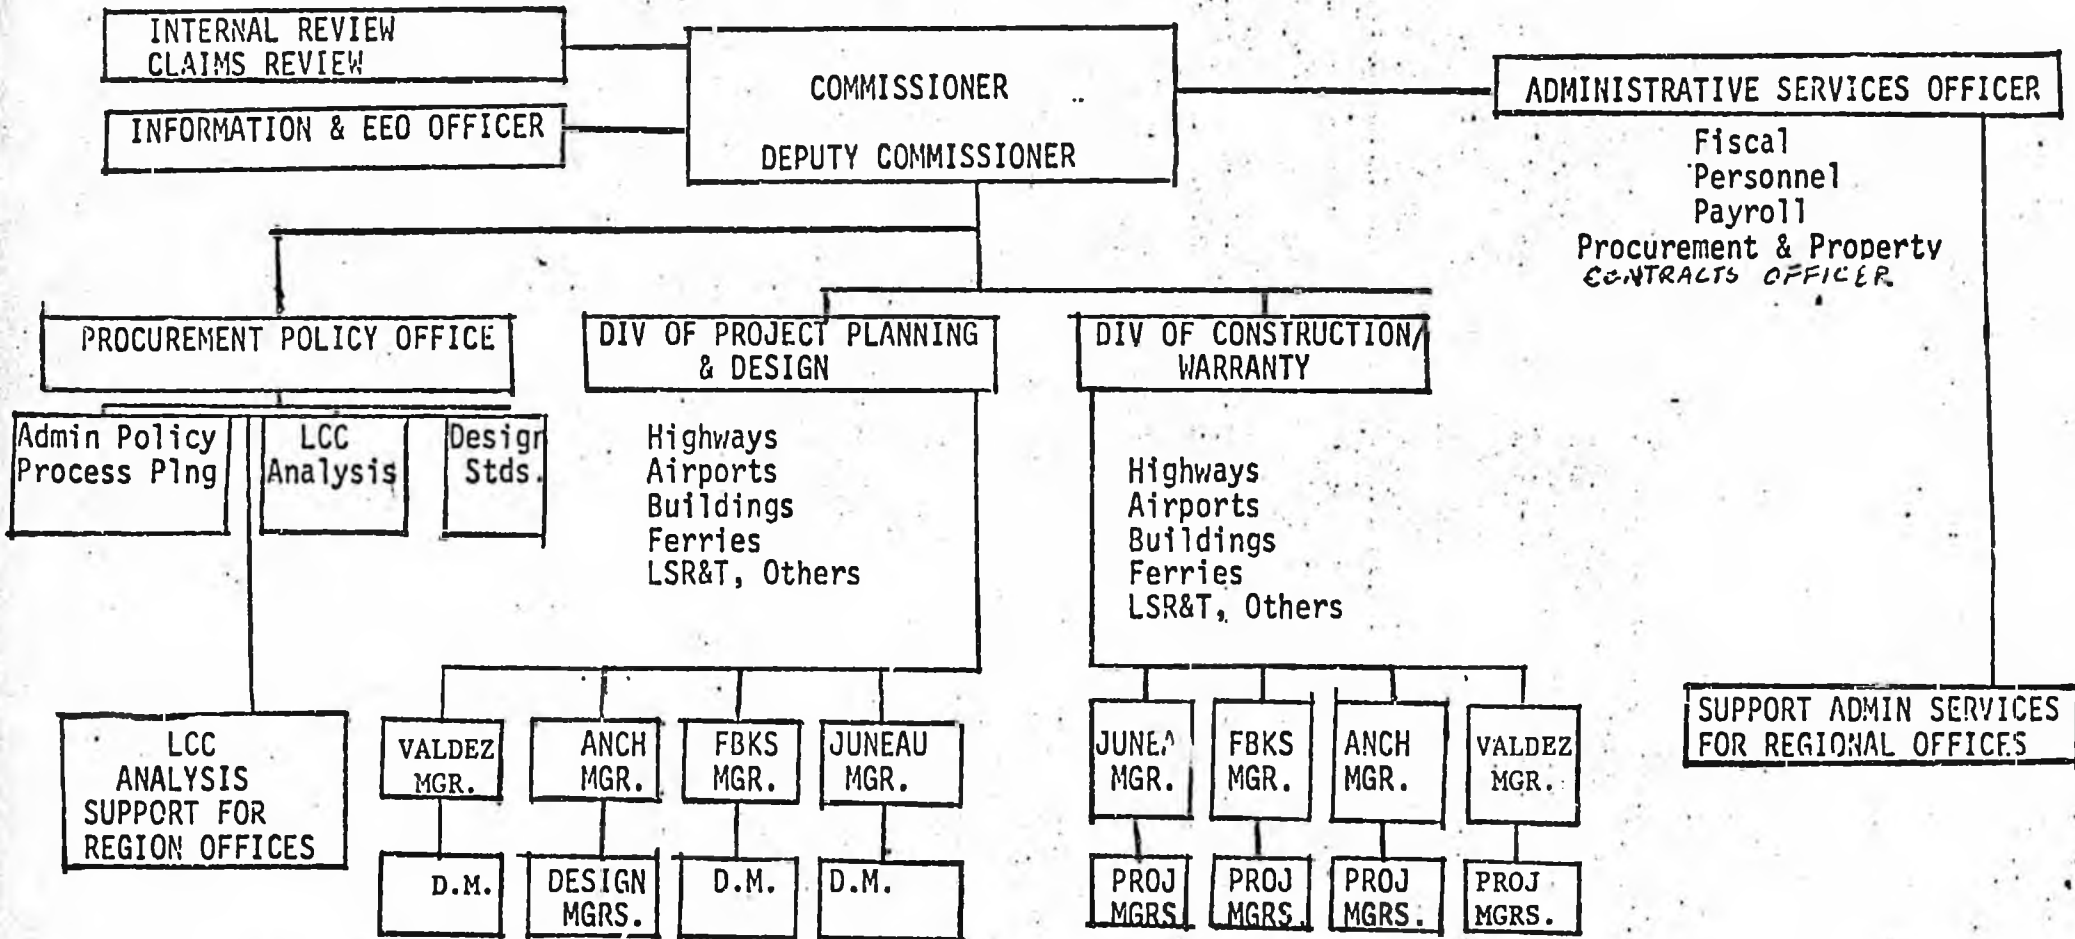 INTERNAL REVIEW
CLAIMS REVIEW
INFORMATION & EEO OFFICER
COMMISSIONER
DEPUTY COMMISSIONER
ADMINISTRATIVE SERVICES OFFICER
Fiscal
Personnel
Payroll
Procurement & Property
CONTRACTS OFFICER
PROCUREMENT POLICY OFFICE
DIV OF PROJECT PLANNING
& DESIGN
DIV OF CONSTRUCTION/
WARRANTY
Admin Policy
Process Plng
LCC
Analysis
Design
Stds.
Highways
Airports
Buildings
Ferries
LSR&T, Others
Highways
Airports
Buildings
Ferries
LSR&T, Others
LCC
ANALYSIS
SUPPORT FOR
REGION OFFICES
VALDEZ
MGR.
ANCH
MGR.
FBKS
MGR.
JUNEAU
MGR.
JUNEA
MGR.
FBKS
MGR.
ANCH
MGR.
VALDEZ
MGR.
SUPPORT ADMIN SERVICES
FOR REGIONAL OFFICES
D.M.
DESIGN
MGRS.
D.M.
D.M.
PROJ
MGRS
PROJ
MGRS.
PROJ
MGRS.
PROJ
MGRS.